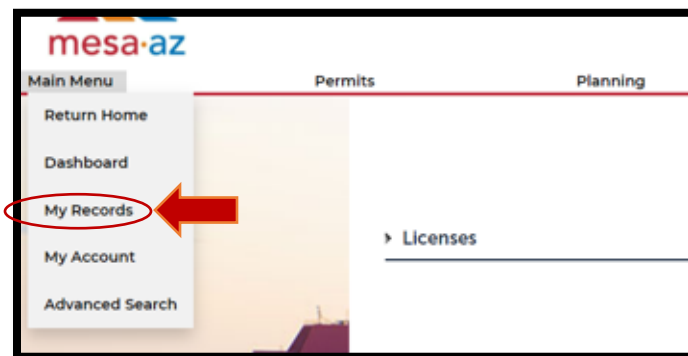 mesa·az
Main Menu Permits Planning
Return Home
Dashboard
My Records
My Account
Advanced Search
Licenses